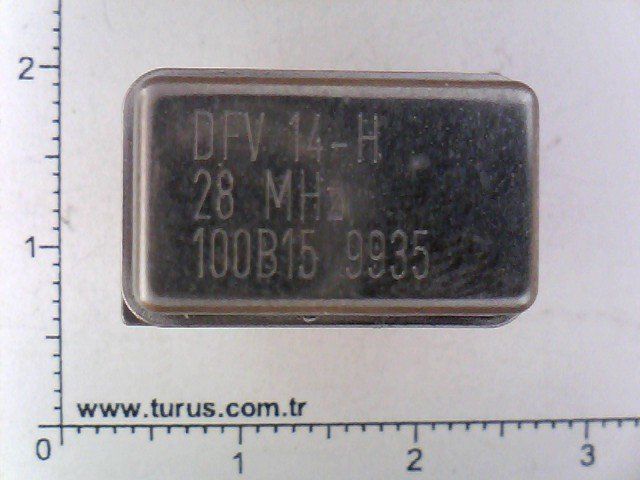 2
DFV 14-H
28 MHz
100B15 9935
1
www.turus.com.tr
0 1 2 3